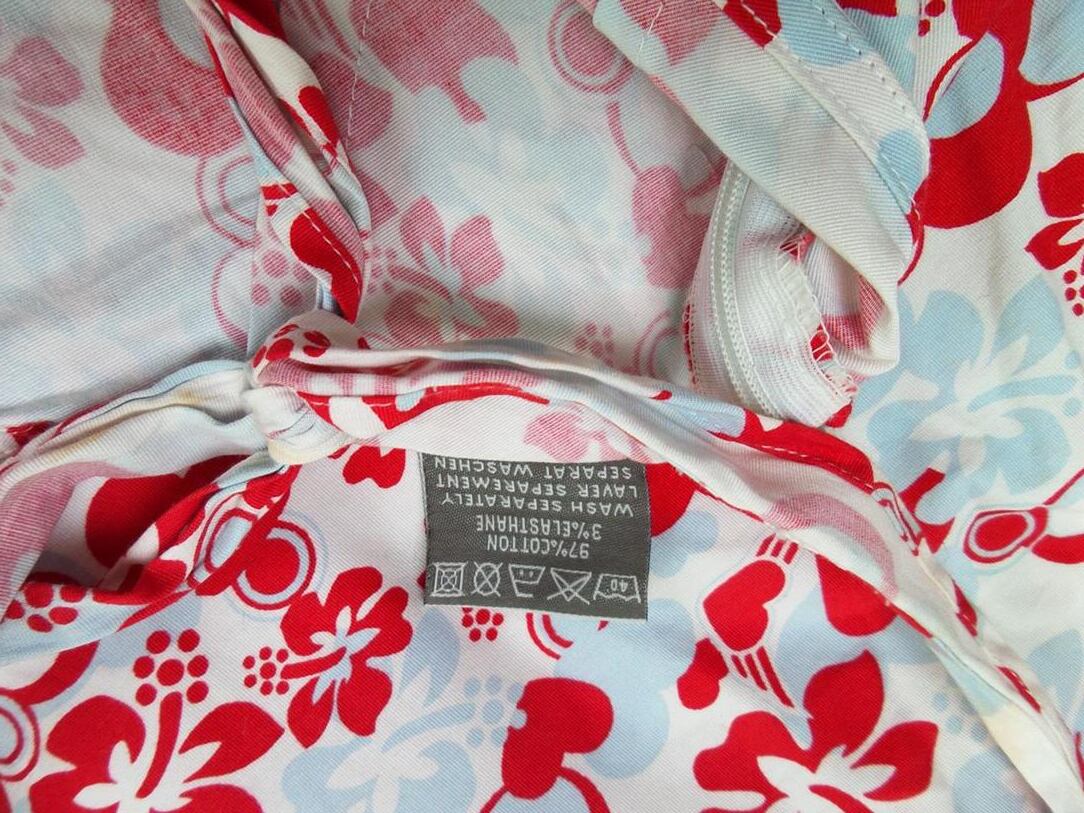 40
97%COTTON
3%ELASTHANE
WASH SEPARATELY
LAVER SEPAREMENT
SEPARAT WASCHEN